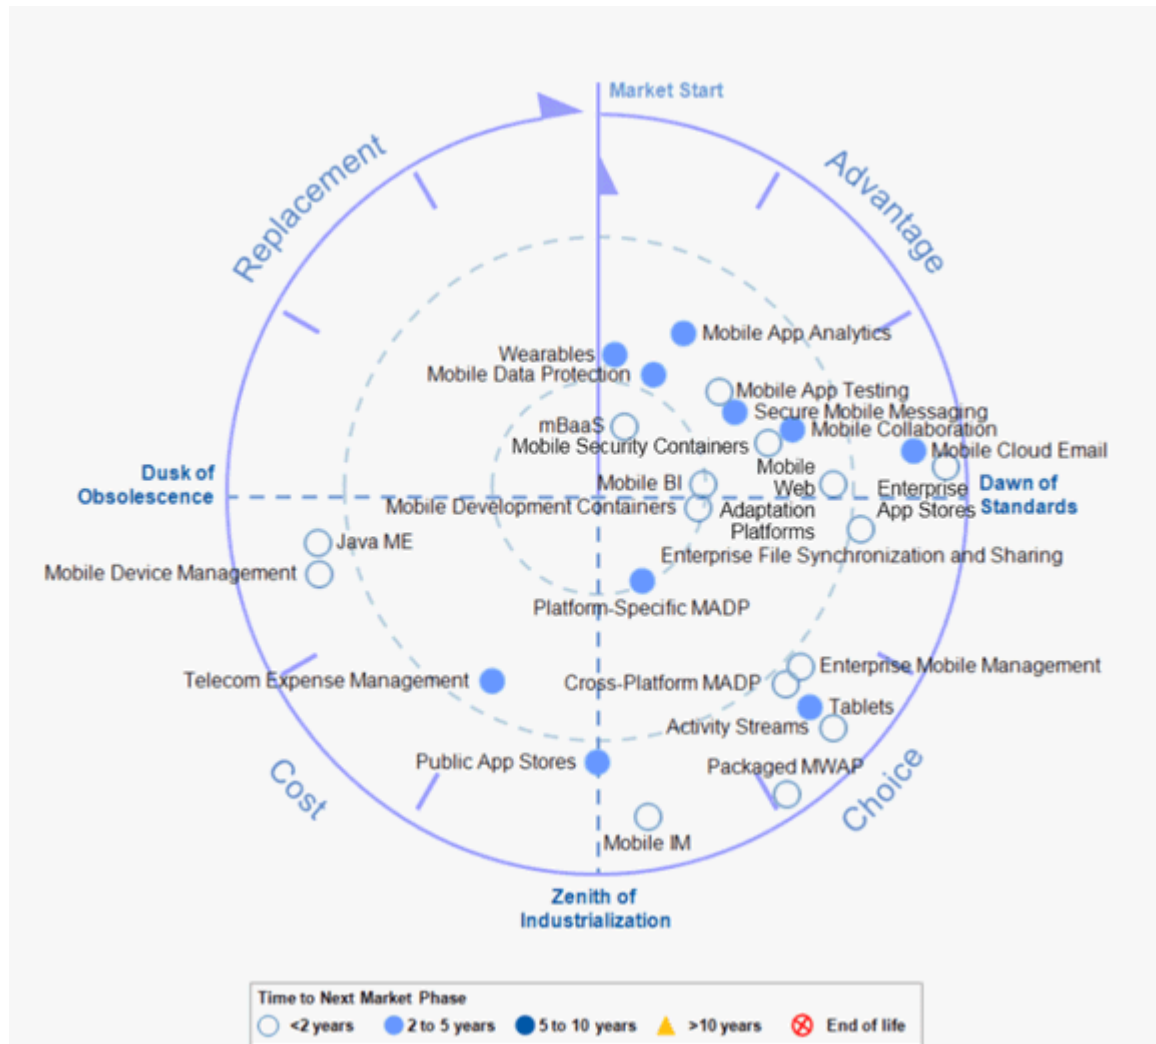 Market Start
Replacement
Advantage
Mobile App Analytics
Wearables
Mobile Data Protection
Mobile App Testing
Secure Mobile Messaging
mBaaS
Mobile Collaboration
Mobile Security Containers
Mobile Cloud Email
Dusk of
Obsolescence
Mobile BI
Mobile
Web
Adaptation
Platforms
Enterprise
App Stores
Dawn of
Standards
Mobile Development Containers
Java ME
Enterprise File Synchronization and Sharing
Mobile Device Management
Platform-Specific MADP
Enterprise Mobile Management
Telecom Expense Management
Cross-Platform MADP
Tablets
Activity Streams
Public App Stores
Packaged MWAP
Cost
Choice
Mobile IM
Zenith of
Industrialization
Time to Next Market Phase
<2 years
2 to 5 years
5 to 10 years
>10 years
End of life